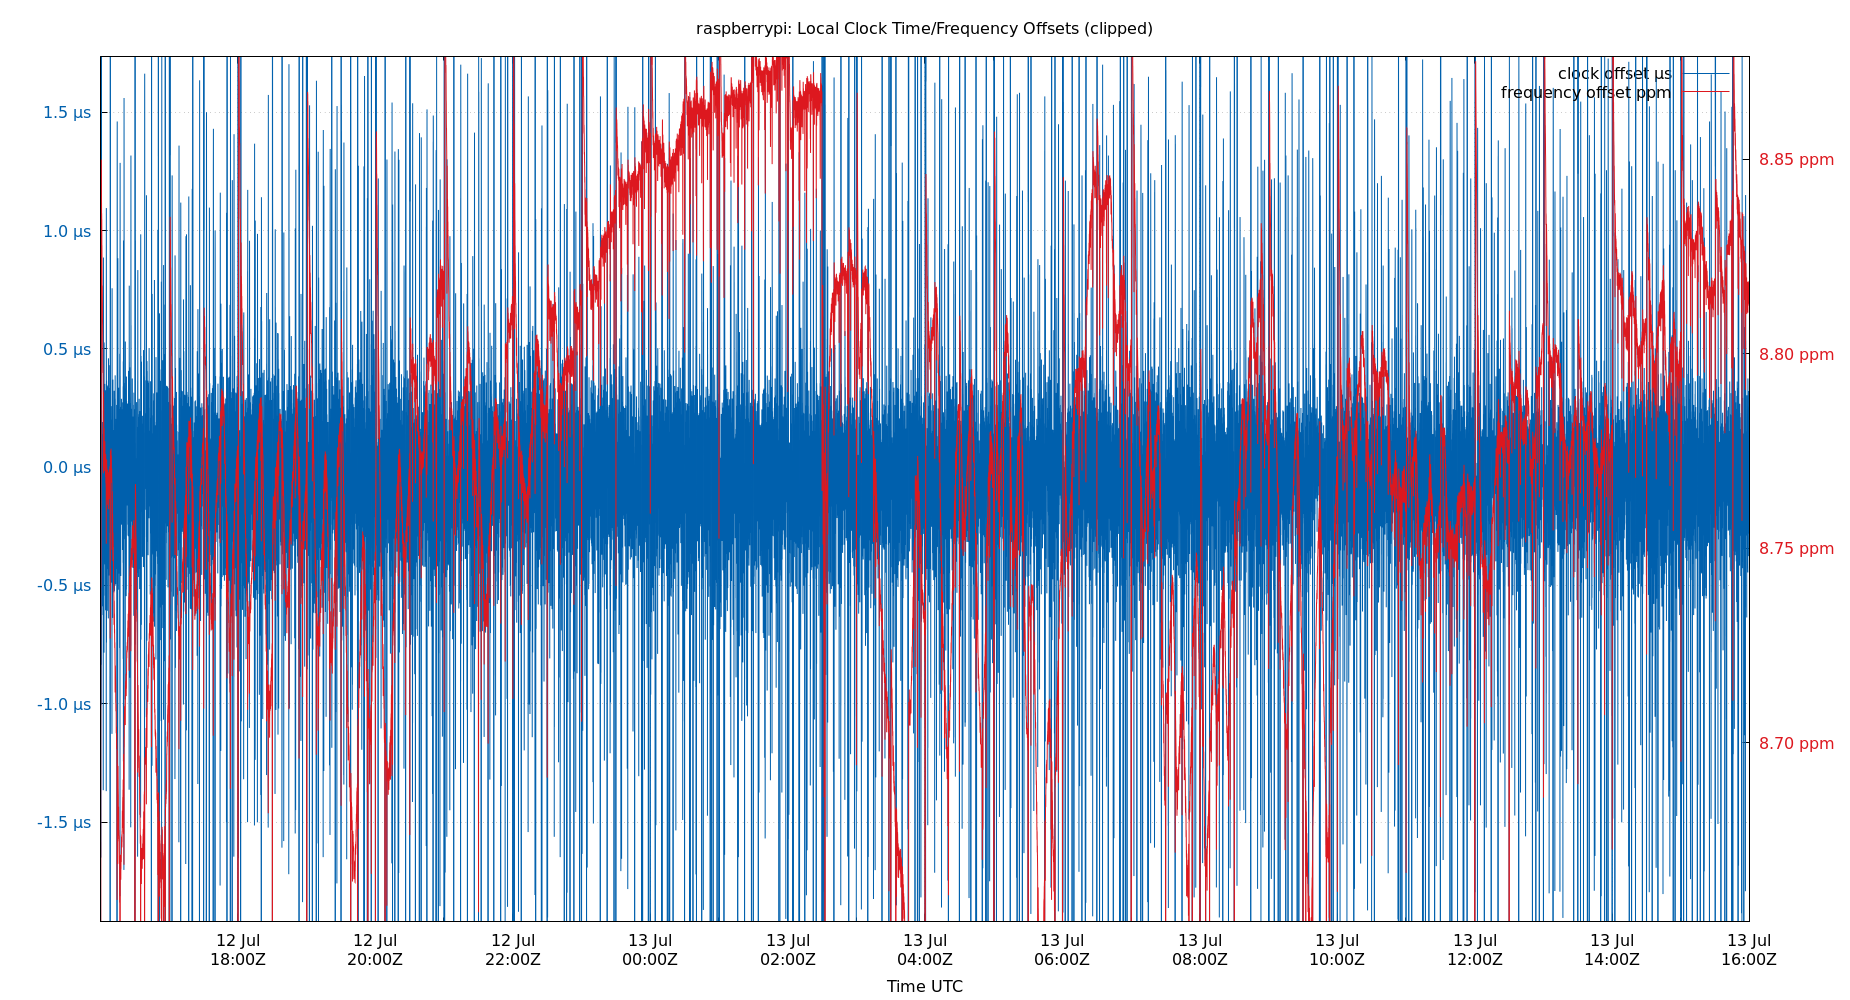 raspberrypi: Local Clock Time/Frequency Offsets (clipped)
clock offset µs
frequency offset ppm
1.5 µs
1.0 µs
0.5 µs
0.0 µs
-0.5 µs
-1.0 µs
-1.5 µs
8.85 ppm
8.80 ppm
8.75 ppm
8.70 ppm
12 Jul 12 Jul 12 Jul 13 Jul 13 Jul 13 Jul 13 Jul 13 Jul 13 Jul 13 Jul 13 Jul 13 Jul
18:00Z 20:00Z 22:00Z 00:00Z 02:00Z 04:00Z 06:00Z 08:00Z 10:00Z 12:00Z 14:00Z 16:00Z
Time UTC